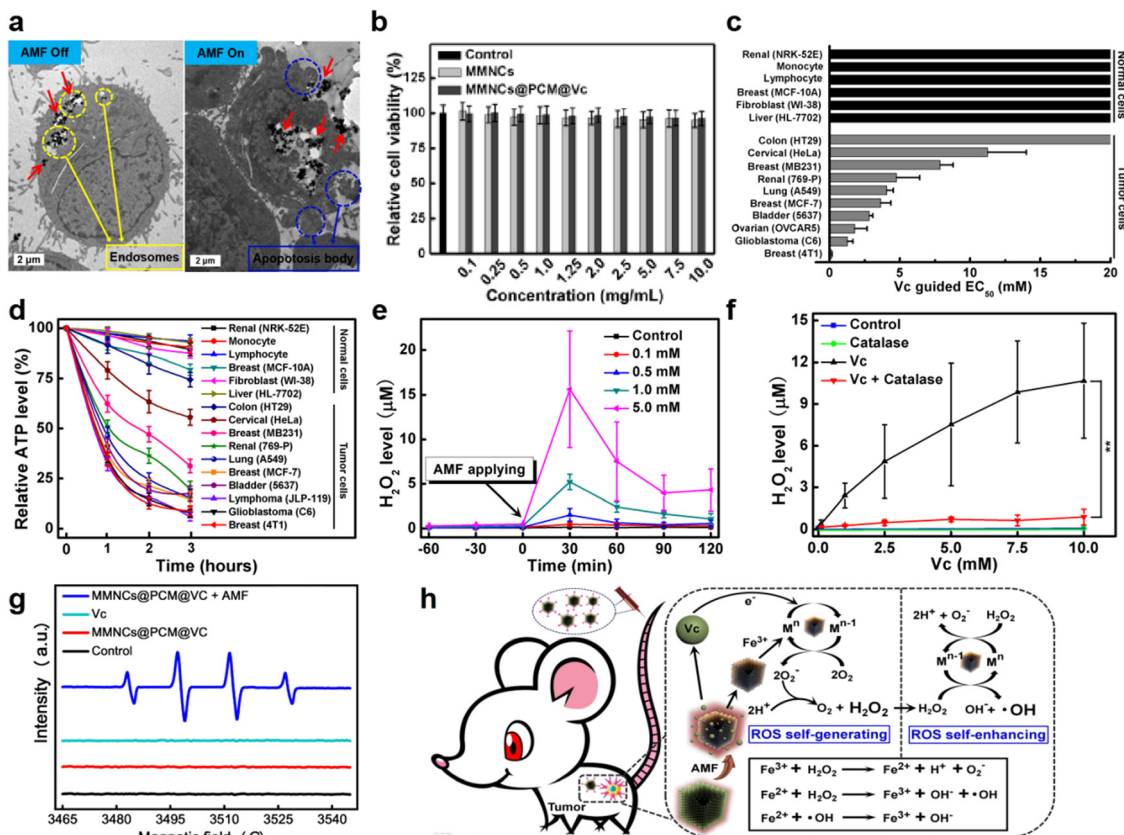 a
AMF Off
AMF On
Endosomes
Apopotosis body
2 μm
2 μm
b
Relative cell viability (%)
125
100
75
50
25
0
Control
MMNCs
MMNCs@PCM@Vc
0.1
0.25
0.5
1.0
1.25
2.0
2.5
5.0
7.5
10.0
Concentration (mg/mL)
c
Renal (NRK-52E)
Monocyte
Lymphocyte
Breast (MCF-10A)
Fibroblast (WI-38)
Liver (HL-7702)
Normal cells
Colon (HT29)
Cervical (HeLa)
Breast (MB231)
Renal (769-P)
Lung (A549)
Breast (MCF-7)
Bladder (5637)
Ovarian (OVCAR5)
Glioblastoma (C6)
Breast (4T1)
Tumor cells
0 5 10 15 20
Vc guided EC50 (mM)
d
Relative ATP level (%)
100
75
50
25
0
0 1 2 3
Time (hours)
Renal (NRK-52E)
Monocyte
Lymphocyte
Breast (MCF-10A)
Fibroblast (WI-38)
Liver (HL-7702)
Normal cells
Colon (HT29)
Cervical (HeLa)
Breast (MB231)
Renal (769-P)
Lung (A549)
Breast (MCF-7)
Bladder (5637)
Lymphoma (JLP-119)
Glioblastoma (C6)
Breast (4T1)
Tumor cells
e
H2O2 level (μM)
20
15
10
5
0
Control
0.1 mM
0.5 mM
1.0 mM
5.0 mM
AMF applying
-60 -30 0 30 60 90 120
Time (min)
f
H2O2 level (μM)
15
12
9
6
3
0
Control
Catalase
Vc
Vc + Catalase
**
0 2.5 5.0 7.5 10.0
Vc (mM)
g
Intensity (a.u.)
MMNCs@PCM@VC + AMF
Vc
MMNCs@PCM@VC
Control
3465 3481 3497 3513 3529 3545
h
Tumor
AMF
Vc
e-
Fe3+
Mn
Mn-1
2O2-
2O2
2H+
O2 + H2O2
ROS self-generating
2H+ + O2-
H2O2
Mn-1
Mn
H2O2
OH- + ·OH
ROS self-enhancing
Fe3+ + H2O2 → Fe2+ + H+ + O2-
Fe2+ + H2O2 → Fe3+ + OH- + ·OH
Fe2+ + ·OH → Fe3+ + OH-